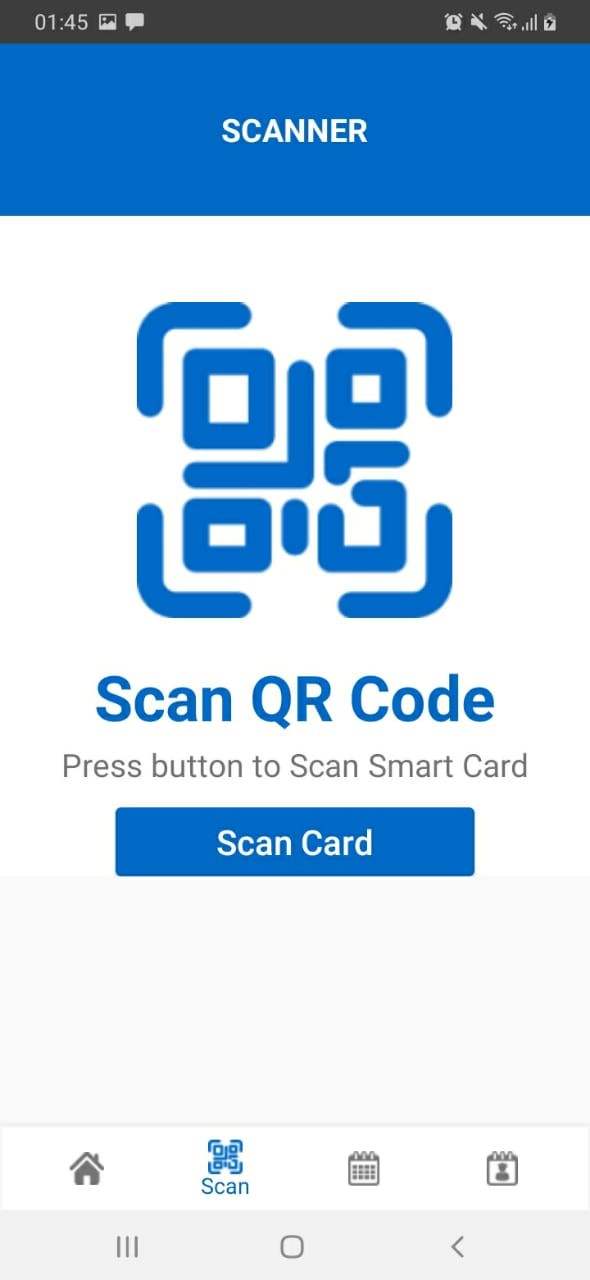 01:45
SCANNER
Scan QR Code
Press button to Scan Smart Card
Scan Card
Scan